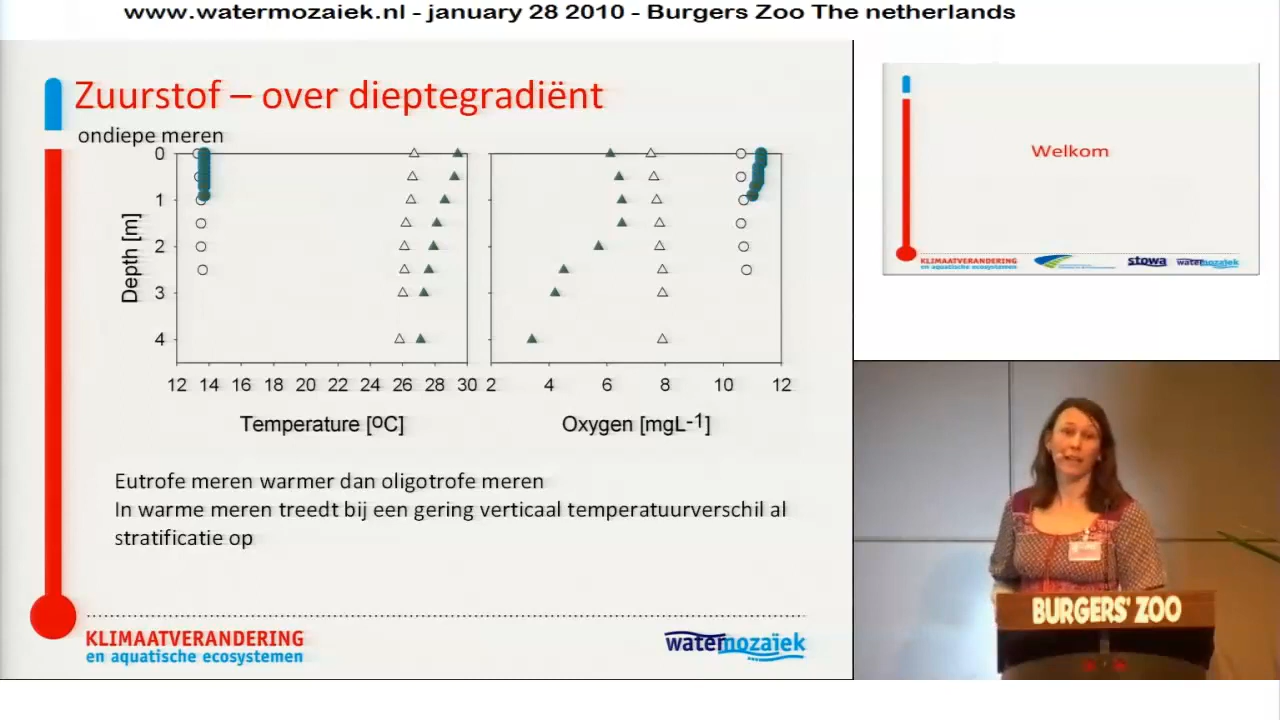 www.watermozaiek.nl - january 28 2010 - Burgers Zoo The netherlands
Zuurstof – over dieptegradiënt
ondiepe meren
0
1
2
3
4
Depth [m]
12 14 16 18 20 22 24 26 28 30
Temperature [ºC]
2 4 6 8 10 12
Oxygen [mgL-1]
Eutrofe meren warmer dan oligotrofe meren
In warme meren treedt bij een gering verticaal temperatuurverschil al
stratificatie op
KLIMAATVERANDERING
en aquatische ecosystemen
watermozaïek
Welkom
KLIMAATVERANDERING
en aquatische ecosystemen
stowa
watermozaïek
BURGERS' ZOO